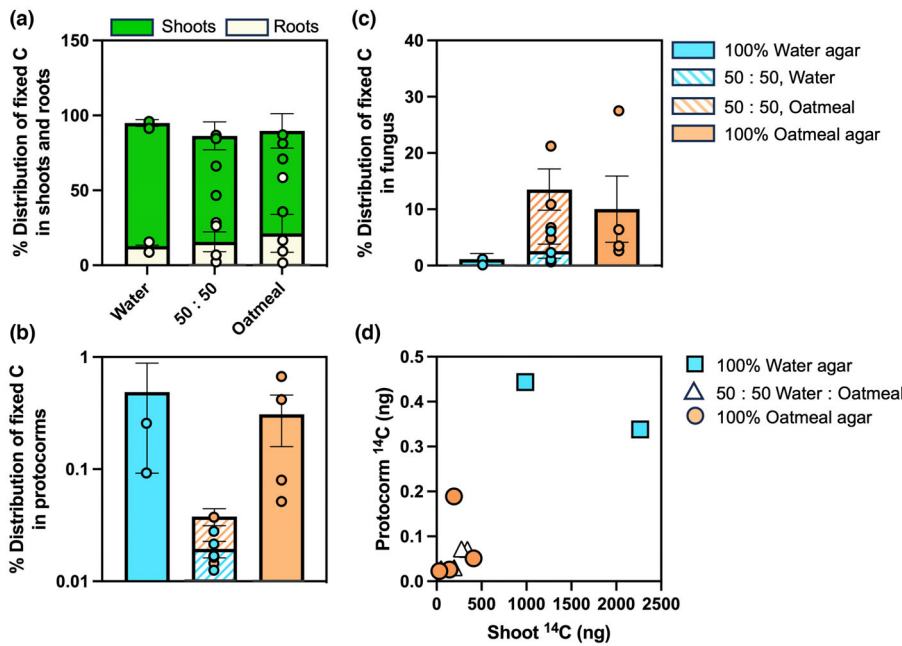 (a)
Shoots
Roots
% Distribution of fixed C
in shoots and roots
150
100
50
0
Water
50 : 50
Oatmeal
(c)
% Distribution of fixed C
in fungus
40
30
20
10
0
100% Water agar
50 : 50, Water
50 : 50, Oatmeal
100% Oatmeal agar
(b)
% Distribution of fixed C
in protocorms
1
0.1
0.01
(d)
Protocorm ¹⁴C (ng)
0.5
0.4
0.3
0.2
0.1
0.0
0
500
1000
1500
2000
2500
Shoot ¹⁴C (ng)
100% Water agar
50 : 50 Water : Oatmeal
100% Oatmeal agar